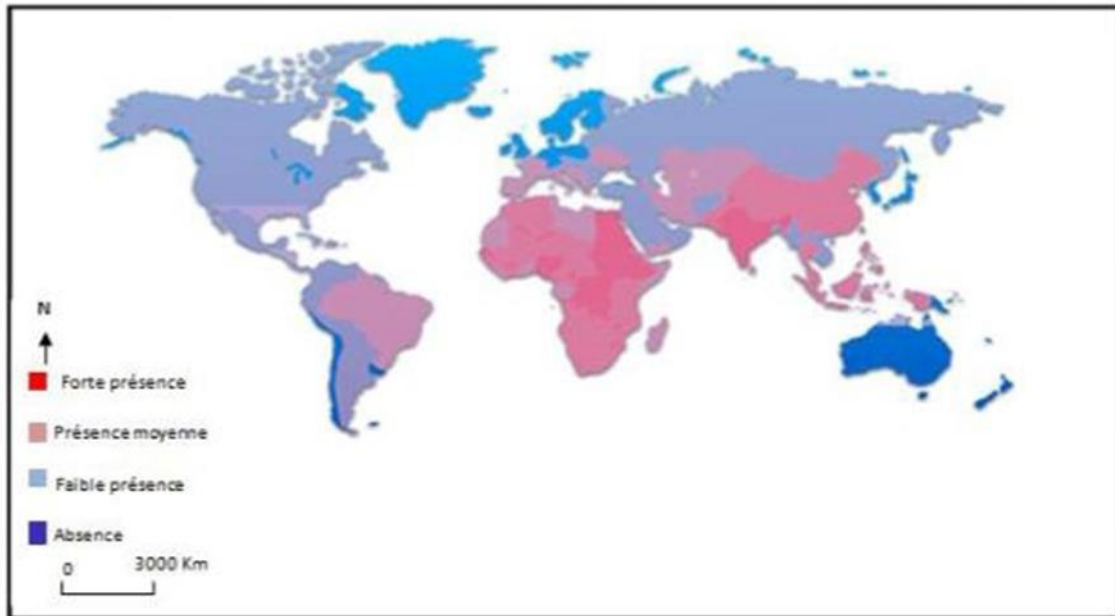 N
Forte présence
Présence moyenne
Faible présence
Absence
0 3000 Km